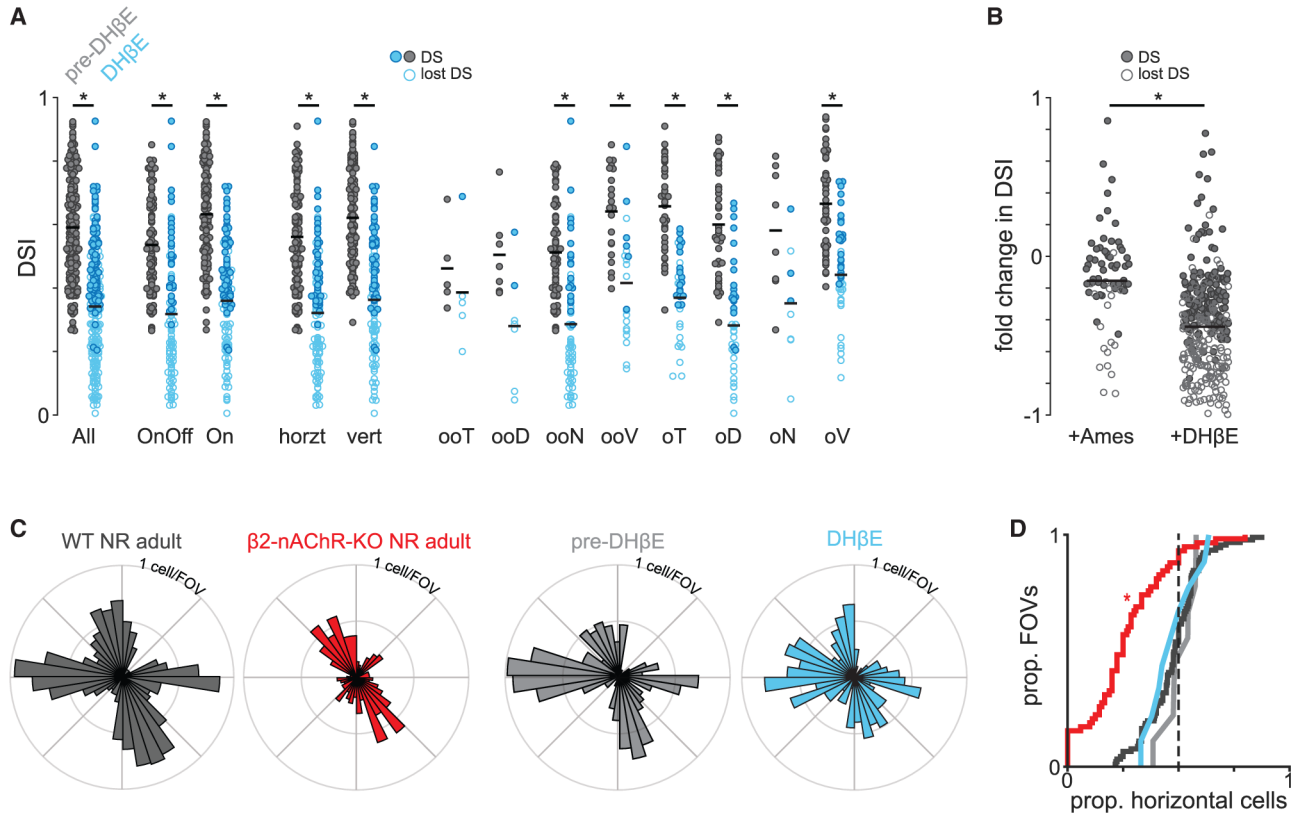 A
pre-DHβE
DHβE
DS
lost DS
* * * * * * * * * *
DSI
1
0
All OnOff On horzt vert ooT ooD ooN ooV oT oD oN oV
B
DS
lost DS
*
fold change in DSI
1
0
-1
+Ames +DHβE
C
WT NR adult β2-nAChR-KO NR adult pre-DHβE DHβE
1 cell/FOV 1 cell/FOV 1 cell/FOV 1 cell/FOV
D
prop. FOVs
1
*
0
0 1
prop. horizontal cells